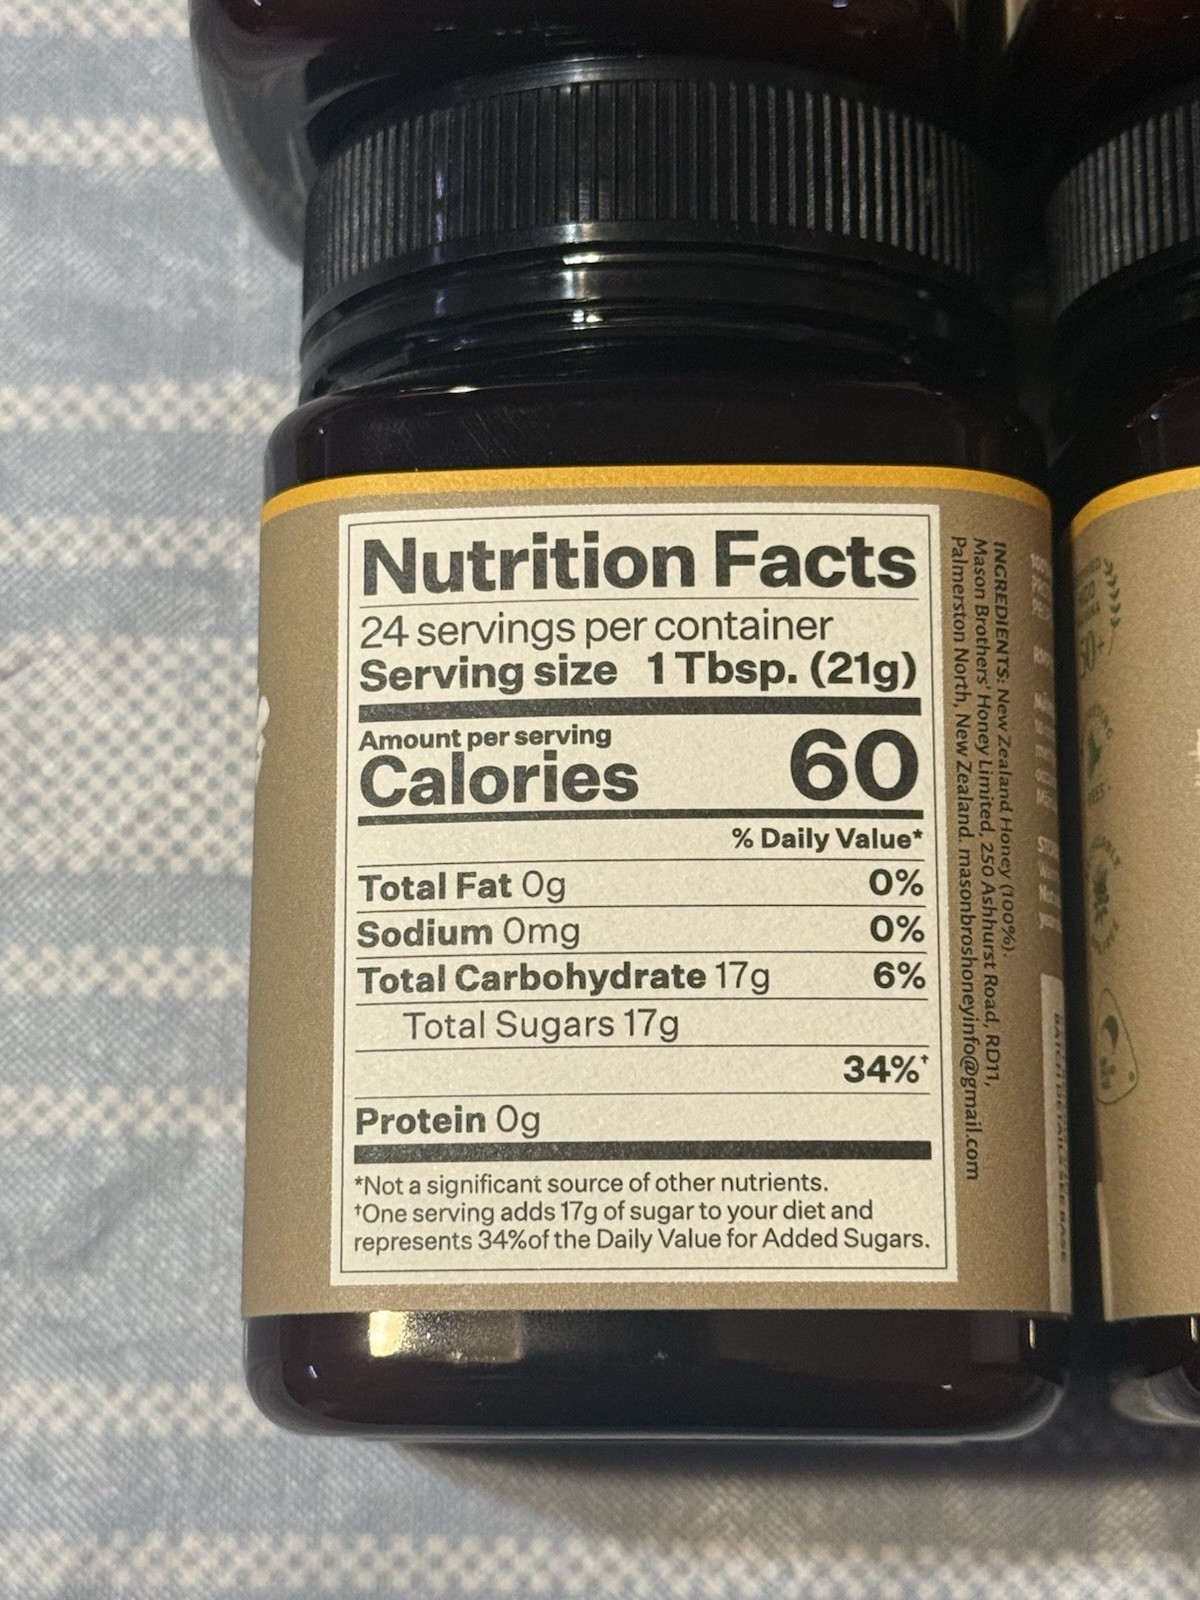 Nutrition Facts
24 servings per container
Serving size 1 Tbsp. (21g)
Amount per serving
Calories 60
% Daily Value*
Total Fat 0g 0%
Sodium 0mg 0%
Total Carbohydrate 17g 6%
Total Sugars 17g
34%†
Protein 0g
*Not a significant source of other nutrients.
†One serving adds 17g of sugar to your diet and
represents 34%of the Daily Value for Added Sugars.
INGREDIENTS: New Zealand Honey (100%).
Mason Brothers' Honey Limited, 250 Ashhurst Road, RD11,
Palmerston North, New Zealand. masonbroshoneyinfo@gmail.com
BATCH DETAILS SEE BASE